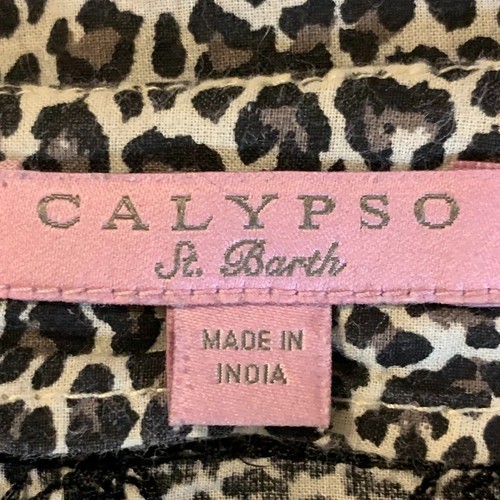 CALYPSO
St. Barth
MADE IN
INDIA